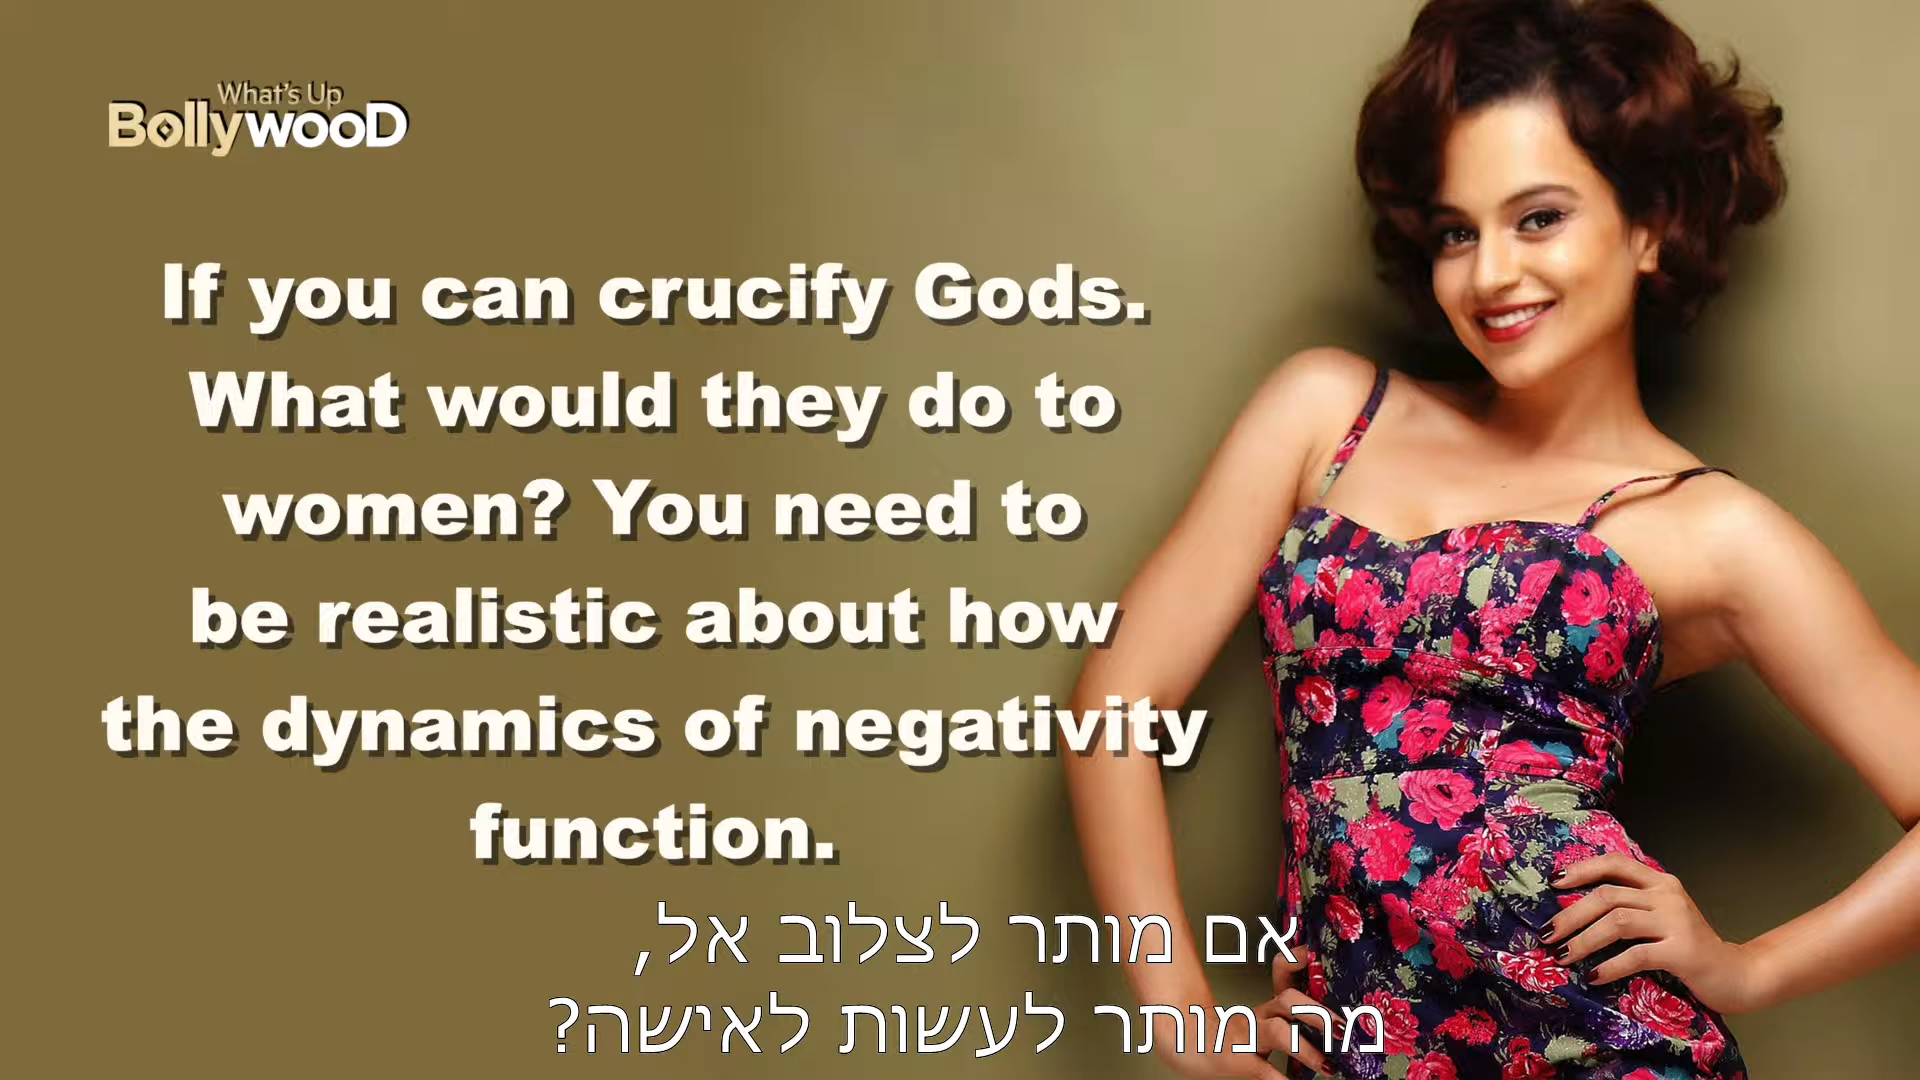 What's Up
BollywooD
If you can crucify Gods.
What would they do to
women? You need to
be realistic about how
the dynamics of negativity
function.
אם מותר לצלוב אל,
מה מותר לעשות לאישה?